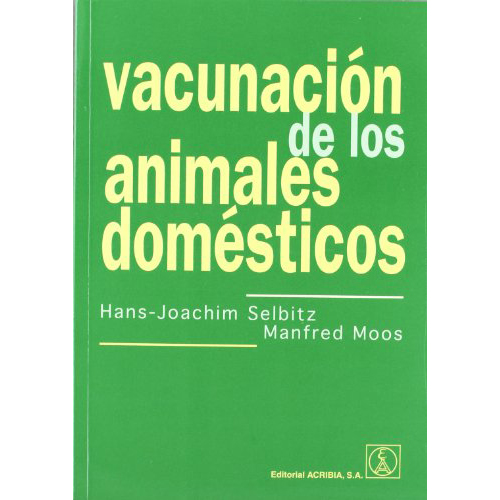 vacunación
de los
animales
domésticos
Hans-Joachim Selbitz
Manfred Moos
Editorial ACRIBIA, S.A.